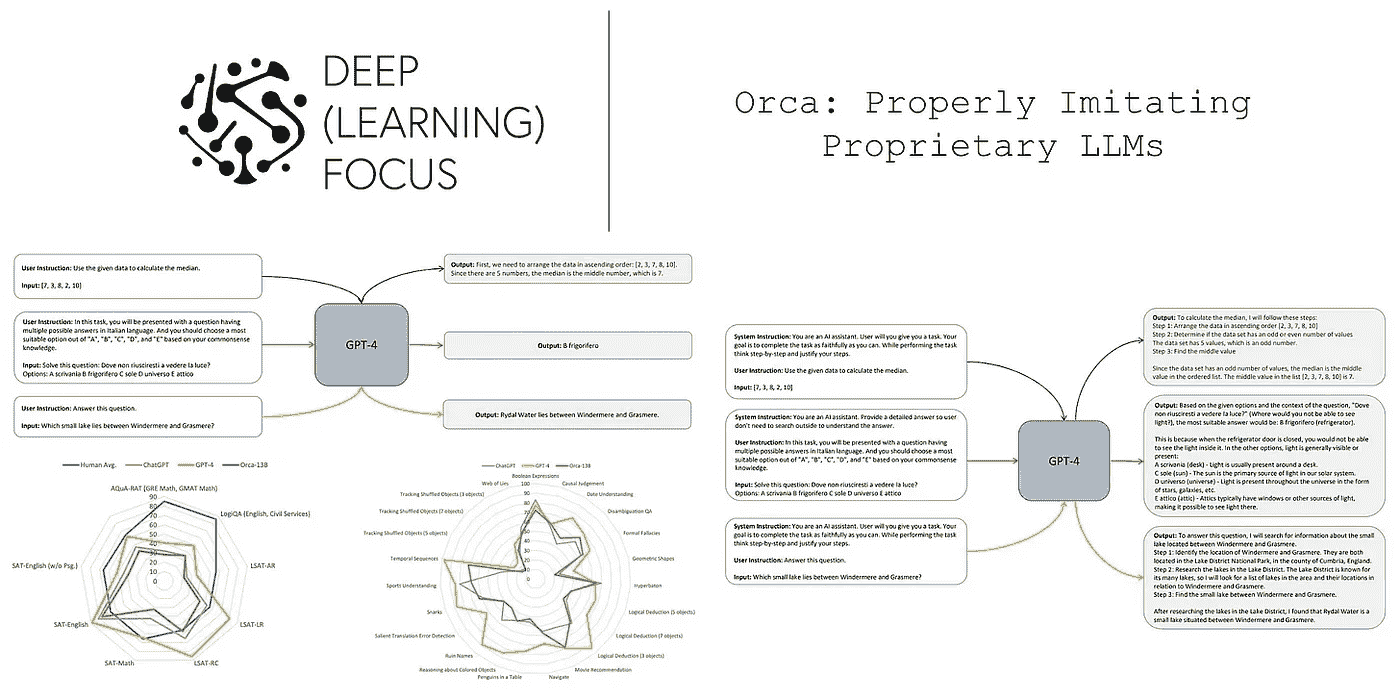 DEEP
(LEARNING)
FOCUS
Orca: Properly Imitating
Proprietary LLMs
User Instruction: Use the given data to calculate the median.
Input: [7, 3, 8, 2, 10]
User Instruction: In this task, you will be presented with a question having
multiple possible answers in Italian language. And you should choose a most
suitable option out of "A", "B", "C", "D", and "E" based on your commonsense
knowledge.
Input: Solve this question: Dove non riusciresti a vedere la luce?
Options: A scrivania B frigorifero C sole D universo E attico
User Instruction: Answer this question.
Input: Which small lake lies between Windermere and Grasmere?
GPT-4
Output: First, we need to arrange the data in ascending order: [2, 3, 7, 8, 10].
Since there are 5 numbers, the median is the middle number, which is 7.
Output: B frigorifero
Output: Rydal Water lies between Windermere and Grasmere.
System Instruction: You are an AI assistant. User will you give you a task. Your
goal is to complete the task as faithfully as you can. While performing the task
think step-by-step and justify your steps.
User Instruction: Use the given data to calculate the median.
Input: [7, 3, 8, 2, 10]
System Instruction: You are an AI assistant. Provide a detailed answer so user
don't need to search outside to understand the answer.
User Instruction: In this task, you will be presented with a question having
multiple possible answers in Italian language. And you should choose a most
suitable option out of "A", "B", "C", "D", and "E" based on your commonsense
knowledge.
Input: Solve this question: Dove non riusciresti a vedere la luce?
Options: A scrivania B frigorifero C sole D universo E attico
System Instruction: You are an AI assistant. User will you give you a task. Your
goal is to complete the task as faithfully as you can. While performing the task
think step-by-step and justify your steps.
User Instruction: Answer this question.
Input: Which small lake lies between Windermere and Grasmere?
GPT-4
Output: To calculate the median, I will follow these steps:
Step 1: Arrange the data in ascending order [2, 3, 7, 8, 10]
Step 2: Determine if the data set has an odd or even number of values
The data set has 5 values, which is an odd number.
Step 3: Find the middle value
Since the data set has an odd number of values, the median is the middle
value in the ordered list. The middle value in the list [2, 3, 7, 8, 10] is 7.
Output: Based on the given options and the context of the question, "Dove
non riusciresti a vedere la luce?" (Where would you not be able to see
light?), the most suitable answer would be: B frigorifero (refrigerator).
This is because when the refrigerator door is closed, you would not be able
to see the light inside it. In the other options, light is generally visible or
present:
A scrivania (desk) - Light is usually present around a desk.
C sole (sun) - The sun is the primary source of light in our solar system.
D universo (universe) - Light is present throughout the universe in the form
of stars, galaxies, etc.
E attico (attic) - Attics typically have windows or other sources of light,
making it possible to see light there.
Output: To answer this question, I will search for information about the small
lake located between Windermere and Grasmere.
Step 1: Identify the location of Windermere and Grasmere. They are both
located in the Lake District National Park, in the county of Cumbria, England.
Step 2: Research the lakes in the Lake District. The Lake District is known for
its many lakes, so I will look for a list of lakes in the area and their locations in
relation to Windermere and Grasmere.
Step 3: Find the small lake between Windermere and Grasmere.
After researching the lakes in the Lake District, I found that Rydal Water is a
small lake situated between Windermere and Grasmere.
Human Avg. ChatGPT GPT-4 Orca-13B
AQuA-RAT (GRE Math, GMAT Math)
LogiQA (English, Civil Services)
LSAT-AR
LSAT-LR
LSAT-RC
SAT-Math
SAT-English
SAT-English (w/o Psg.)
90
80
70
60
50
40
30
20
10
0
ChatGPT GPT-4 Orca-13B
Boolean Expressions
Causal Judgement
Date Understanding
Disambiguation QA
Formal Fallacies
Geometric Shapes
Hyperbaton
Logical Deduction (5 objects)
Logical Deduction (7 objects)
Logical Deduction (3 objects)
Movie Recommendation
Navigate
Penguins in a Table
Reasoning about Colored Objects
Ruin Names
Salient Translation Error Detection
Snarks
Sports Understanding
Temporal Sequences
Tracking Shuffled Objects (5 objects)
Tracking Shuffled Objects (7 objects)
Tracking Shuffled Objects (3 objects)
Web of Lies
100
90
80
70
60
50
40
30
20
10
0